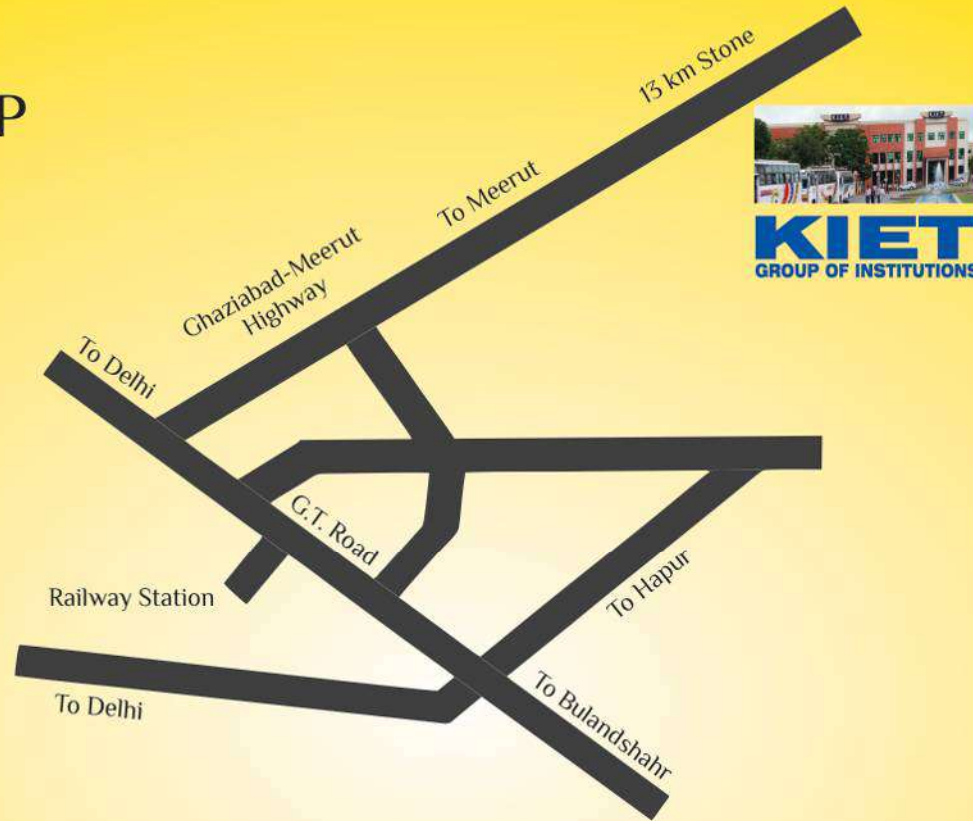 P
13 km Stone
To Meerut
KIET
GROUP OF INSTITUTIONS
Ghaziabad-Meerut
Highway
To Delhi
G.T. Road
To Hapur
Railway Station
To Delhi
To Bulandshahr